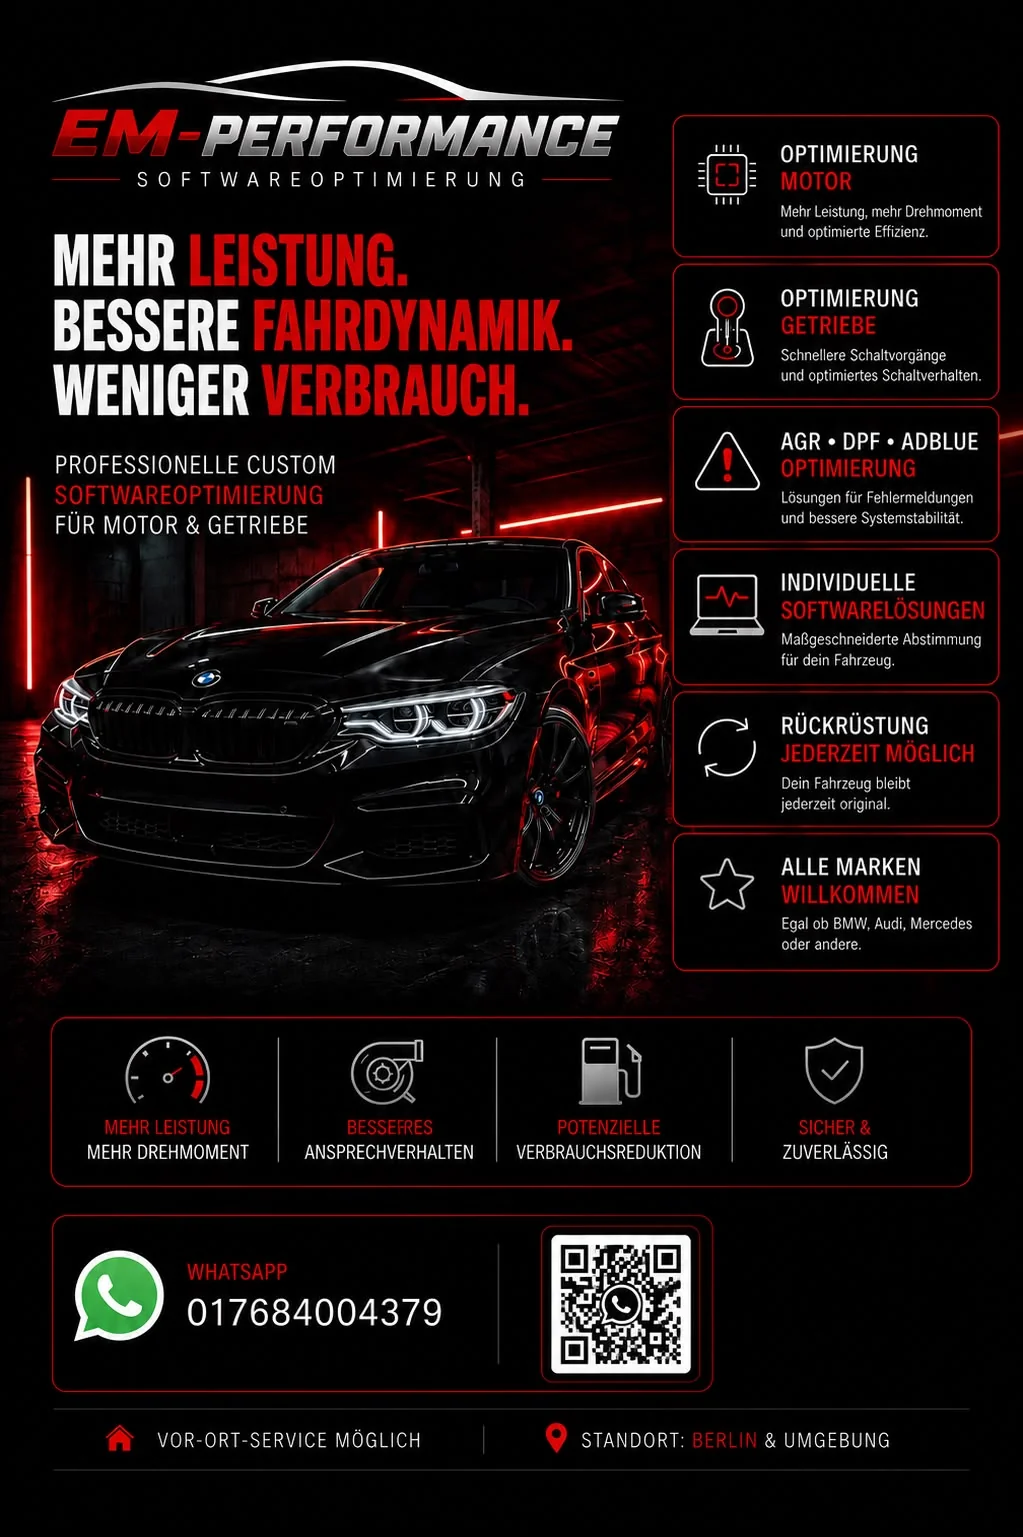 EM-PERFORMANCE
SOFTWAREOPTIMIERUNG
MEHR LEISTUNG.
BESSERE FAHRDYNAMIK.
WENIGER VERBRAUCH.
PROFESSIONELLE CUSTOM
SOFTWAREOPTIMIERUNG
FÜR MOTOR & GETRIEBE
OPTIMIERUNG
MOTOR
Mehr Leistung, mehr Drehmoment
und optimierte Effizienz.
OPTIMIERUNG
GETRIEBE
Schnellere Schaltvorgänge
und optimiertes Schaltverhalten.
AGR • DPF • ADBLUE
OPTIMIERUNG
Lösungen für Fehlermeldungen
und bessere Systemstabilität.
INDIVIDUELLE
SOFTWARELÖSUNGEN
Maßgeschneiderte Abstimmung
für dein Fahrzeug.
RÜCKRÜSTUNG
JEDERZEIT MÖGLICH
Dein Fahrzeug bleibt
jederzeit original.
ALLE MARKEN
WILLKOMMEN
Egal ob BMW, Audi, Mercedes
oder andere.
MEHR LEISTUNG
MEHR DREHMOMENT
BESSEFRES
ANSPRECHVERHALTEN
POTENZIELLE
VERBRAUCHSREDUKTION
SICHER &
ZUVERLÄSSIG
WHATSAPP
017684004379
VOR-ORT-SERVICE MÖGLICH
STANDORT: BERLIN & UMGEBUNG